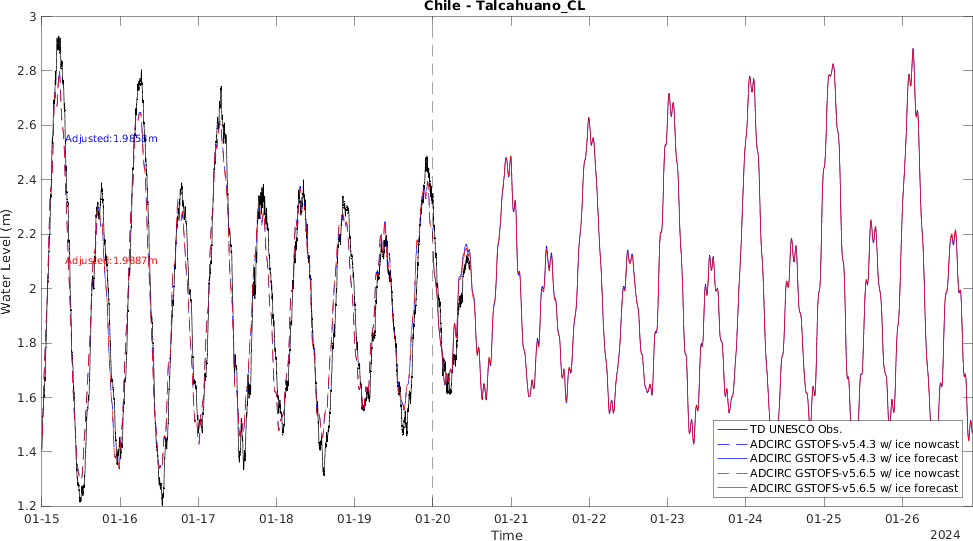 Chile - Talcahuano_CL
Water Level (m)
3
2.8
2.6
2.4
2.2
2
1.8
1.6
1.4
1.2
Adjusted:1.9858m
Adjusted:1.9887m
TD UNESCO Obs.
ADCIRC GSTOFS-v5.4.3 w/ ice nowcast
ADCIRC GSTOFS-v5.4.3 w/ ice forecast
ADCIRC GSTOFS-v5.6.5 w/ ice nowcast
ADCIRC GSTOFS-v5.6.5 w/ ice forecast
01-15 01-16 01-17 01-18 01-19 01-20 01-21 01-22 01-23 01-24 01-25 01-26
Time
2024